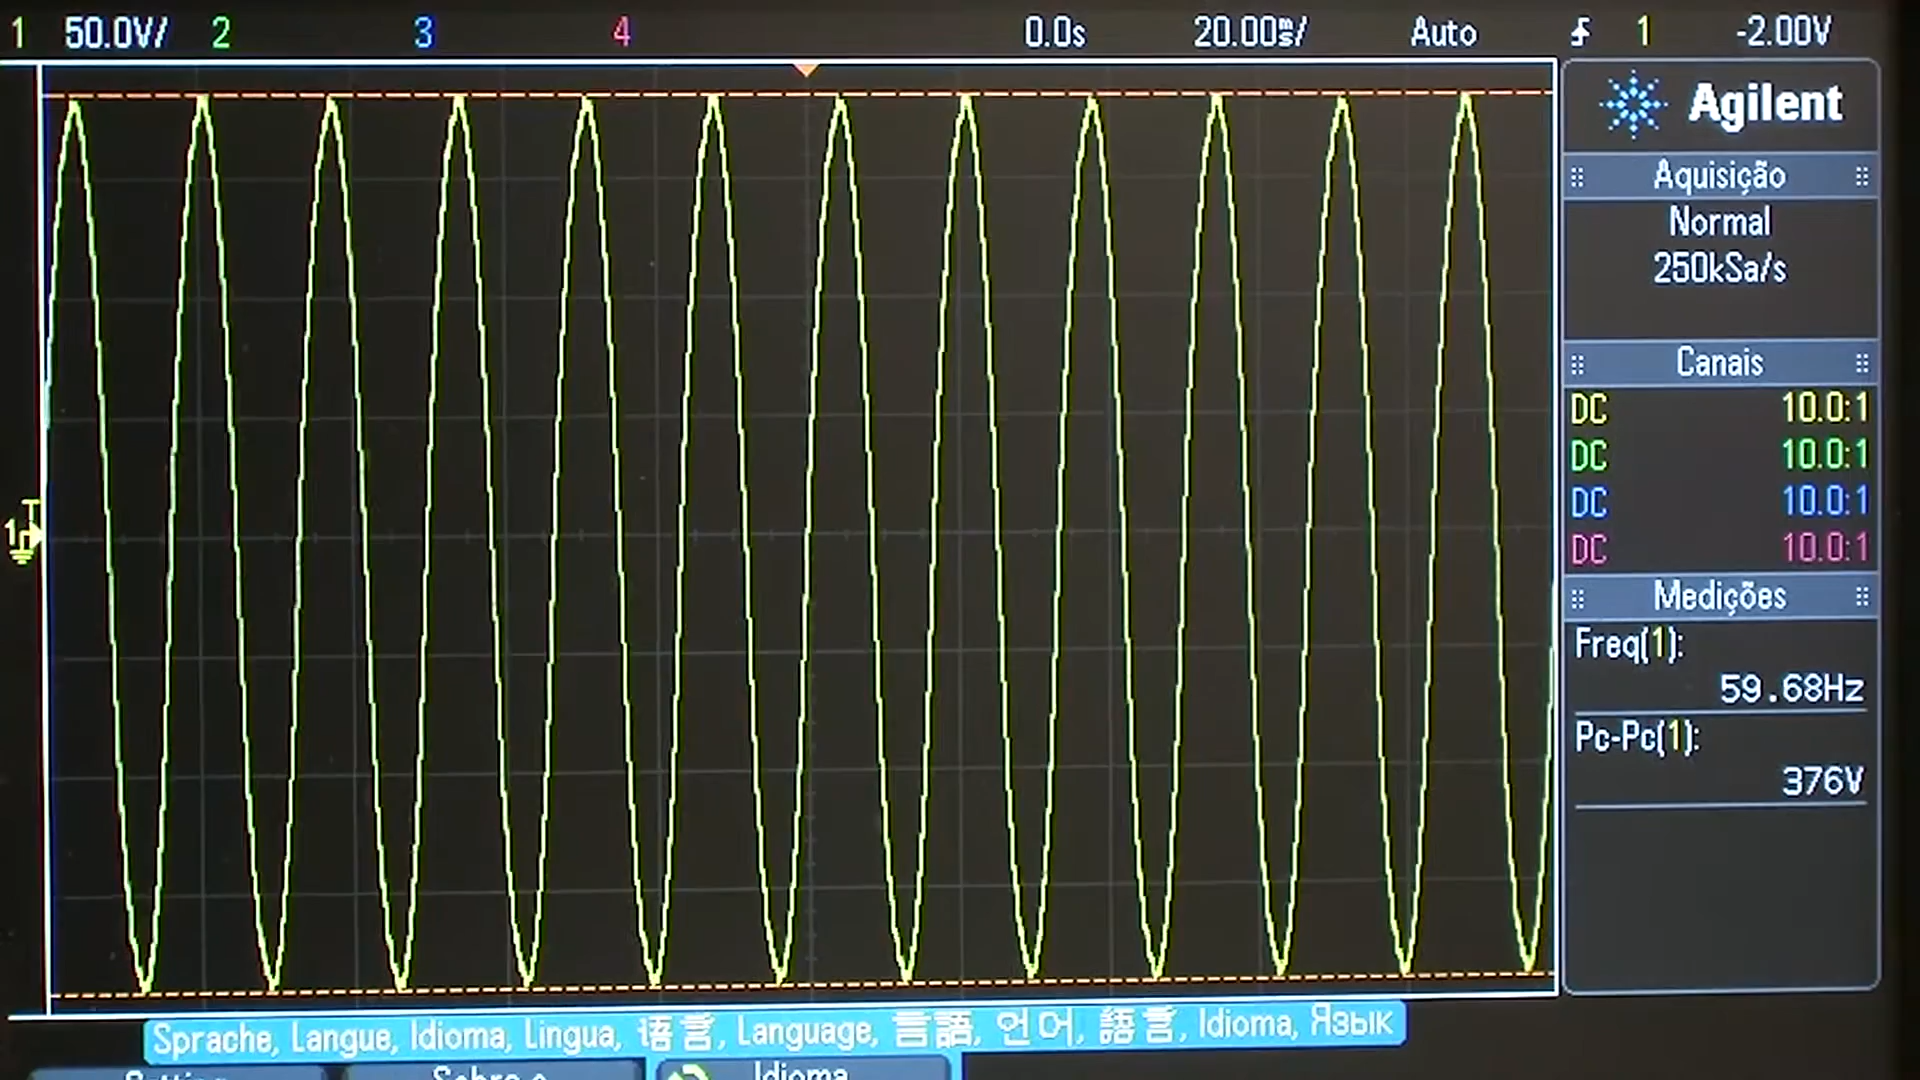 1 50.0V/ 2 3 4 0.0s 20.00ms/ Auto 1 -2.00V
Agilent
Aquisição
Normal
250kSa/s
Canais
DC 10.0:1
DC 10.0:1
DC 10.0:1
DC 10.0:1
Medições
Freq(1):
59.68Hz
Pc-Pc(1):
376V
T
1
Sprache, Langue, Idioma, Lingua, 语言, Language, 言語, 언어, 語言, Idioma, Язык
Sobre o Idioma